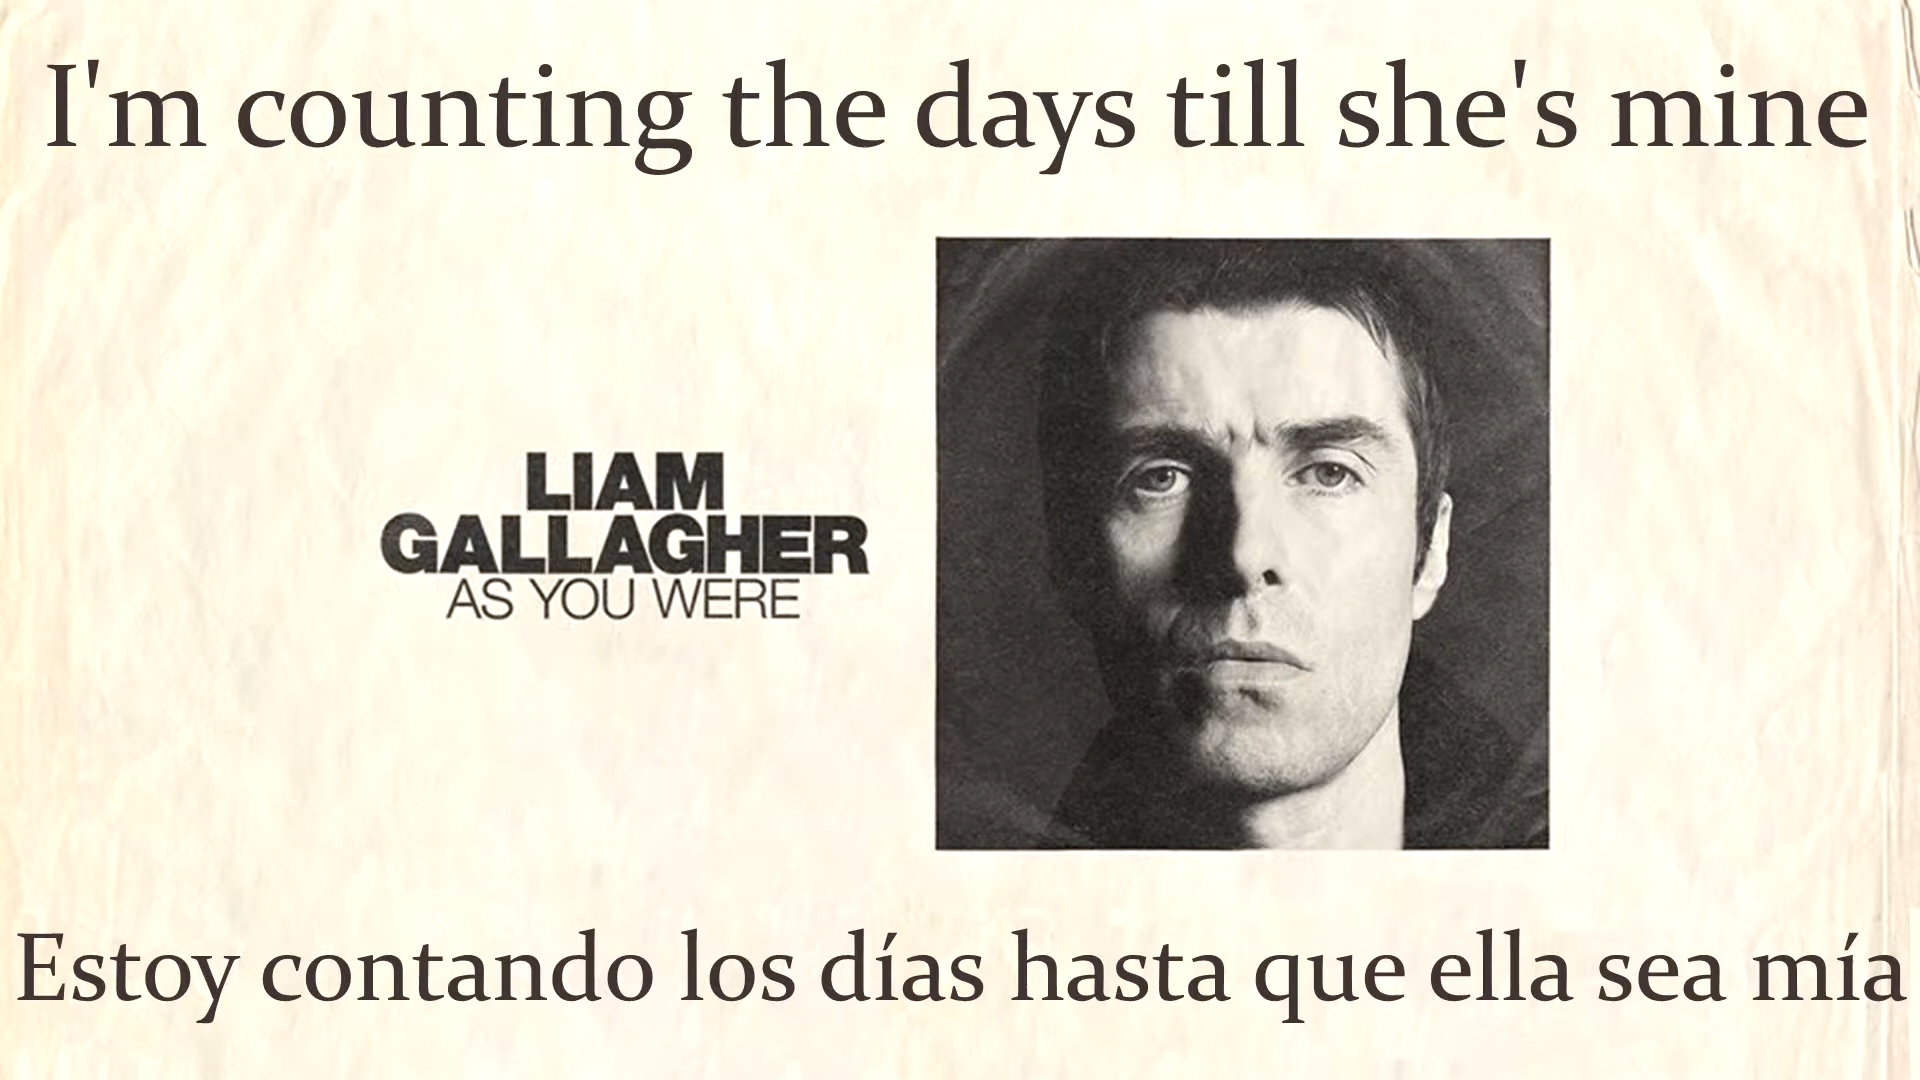 I'm counting the days till she's mine
LIAM
GALLAGHER
AS YOU WERE
Estoy contando los días hasta que ella sea mía